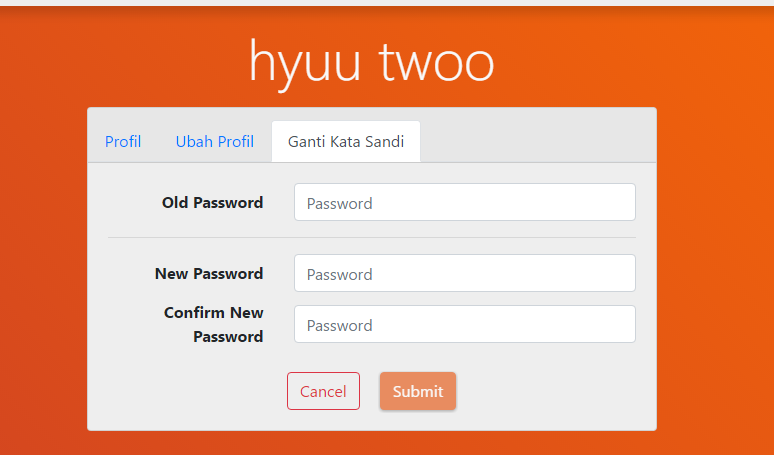 hyuu twoo
Profil Ubah Profil Ganti Kata Sandi
Old Password Password
New Password Password
Confirm New
Password
Password
Cancel Submit